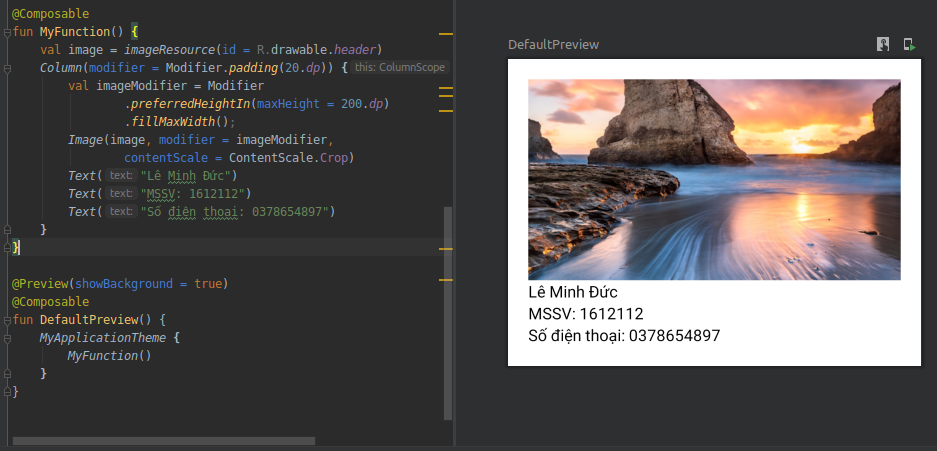 @Composable
fun MyFunction() {
val image = imageResource(id = R.drawable.header)
Column(modifier = Modifier.padding(20.dp)) { this: ColumnScope
val imageModifier = Modifier
.preferredHeightIn(maxHeight = 200.dp)
.fillMaxWidth();
Image(image, modifier = imageModifier,
contentScale = ContentScale.Crop)
Text( text: "Lê Minh Đức")
Text( text: "MSSV: 1612112")
Text( text: "Số điện thoại: 0378654897")
}
}
@Preview(showBackground = true)
@Composable
fun DefaultPreview() {
MyApplicationTheme {
MyFunction()
}
}
DefaultPreview
Lê Minh Đức
MSSV: 1612112
Số điện thoại: 0378654897